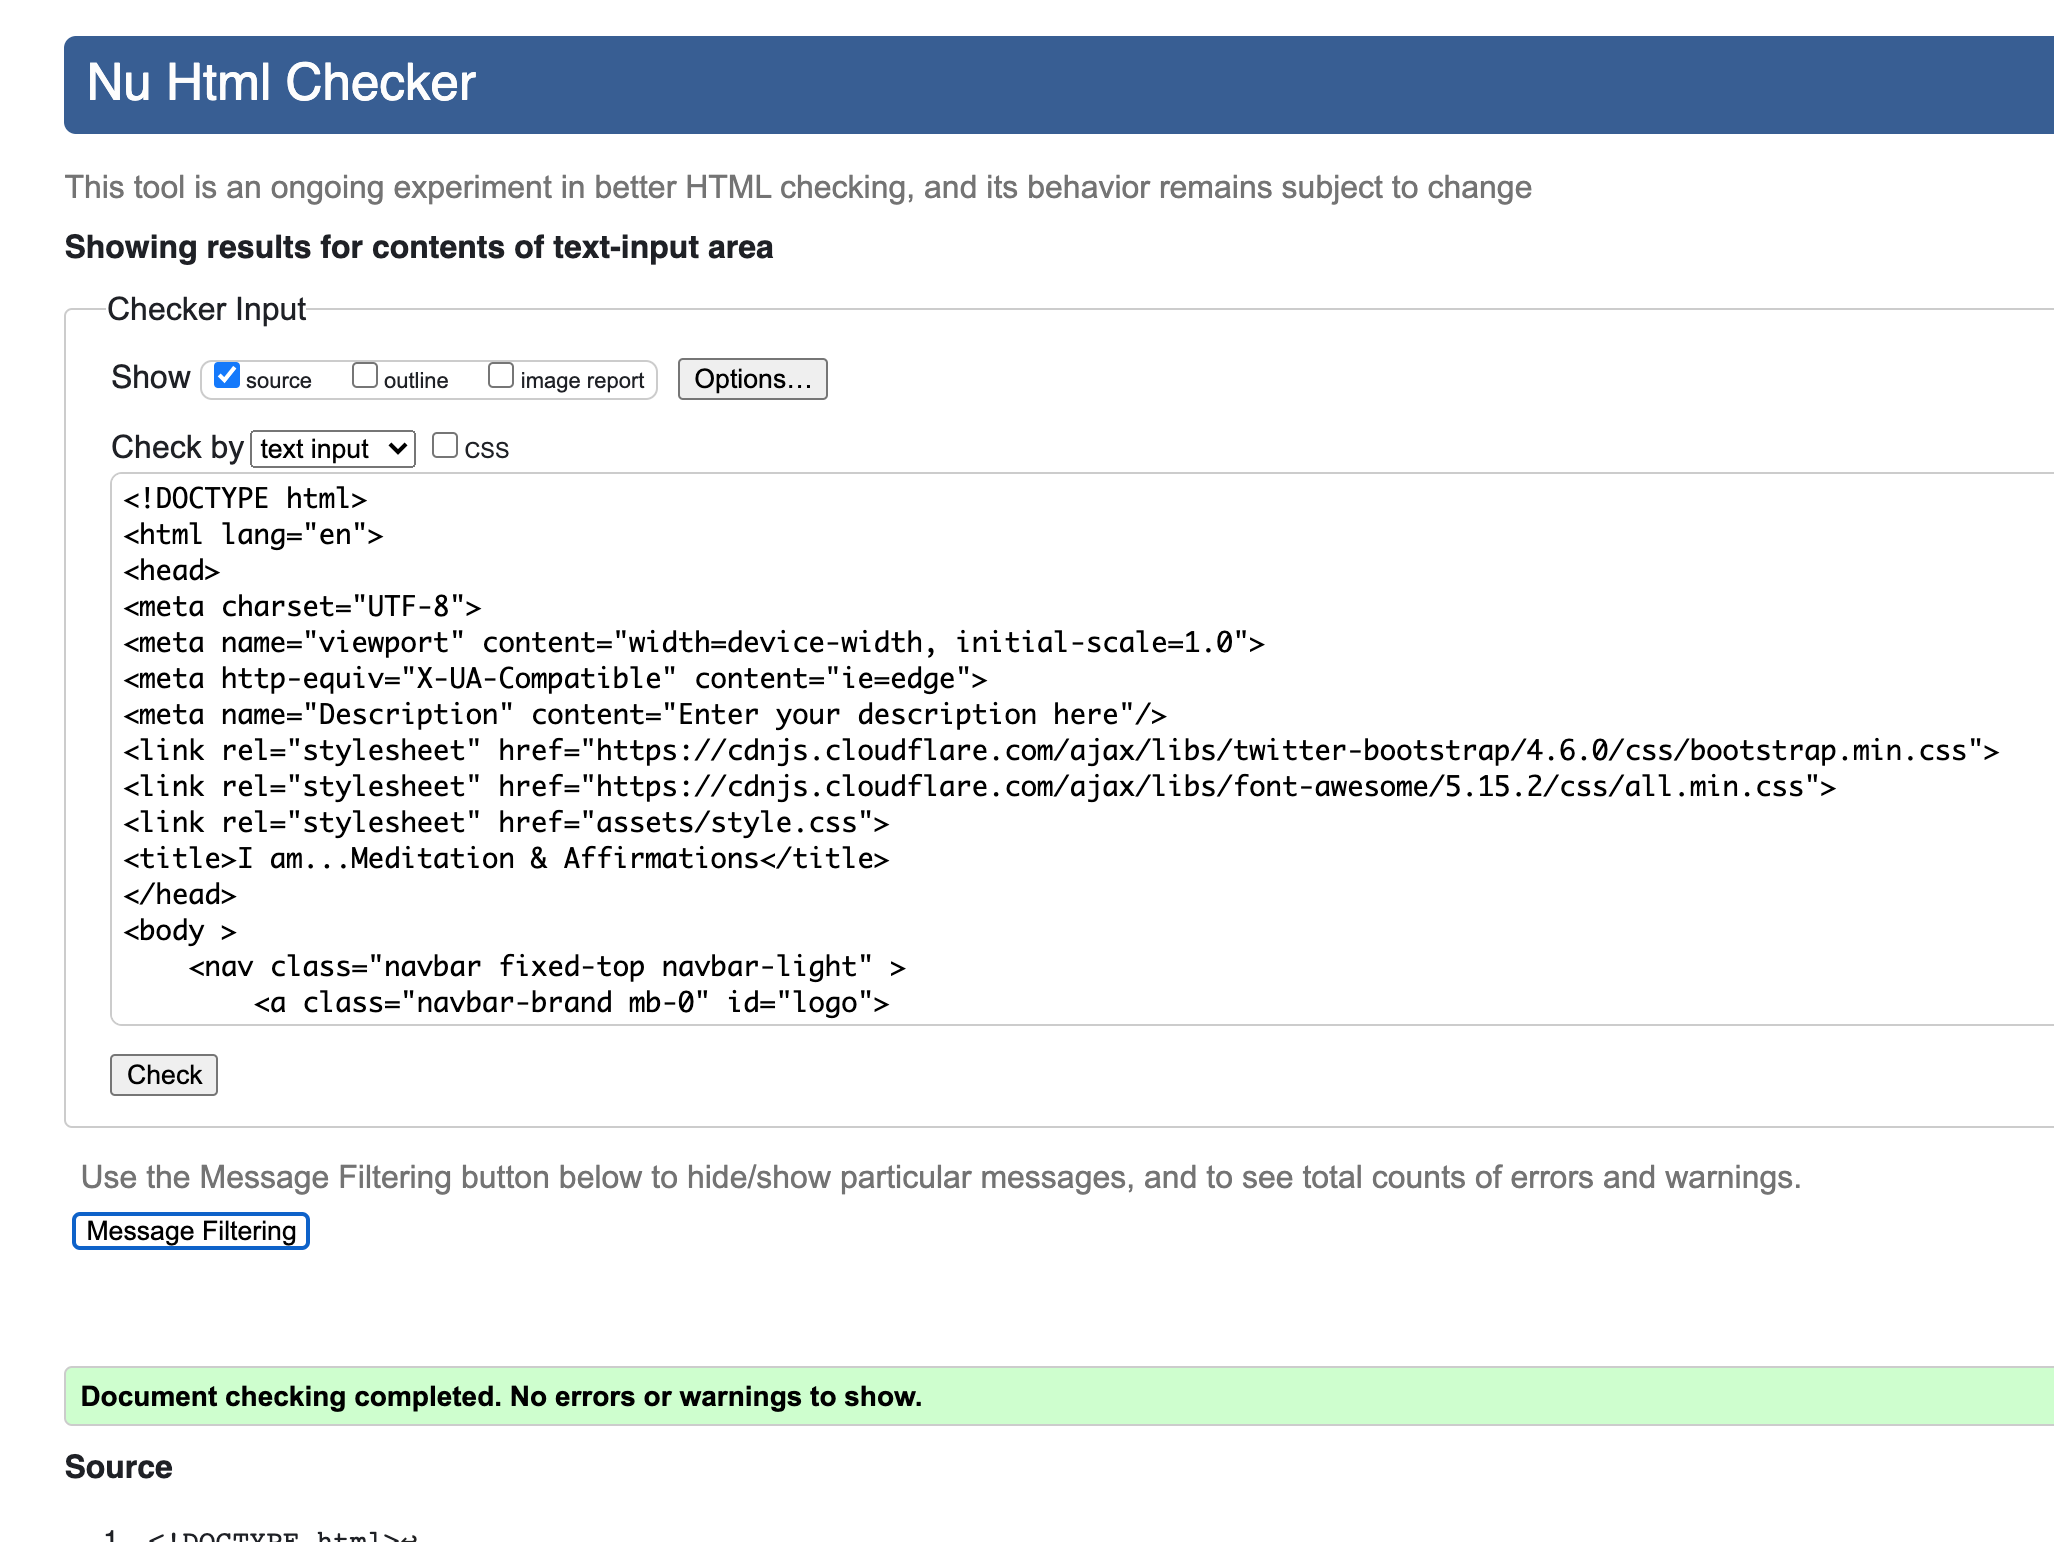 Nu Html Checker
This tool is an ongoing experiment in better HTML checking, and its behavior remains subject to change
Showing results for contents of text-input area
Checker Input
Show source outline image report Options...
Check by text input CSS
<!DOCTYPE html>
<html lang="en">
<head>
<meta charset="UTF-8">
<meta name="viewport" content="width=device-width, initial-scale=1.0">
<meta http-equiv="X-UA-Compatible" content="ie=edge">
<meta name="Description" content="Enter your description here"/>
<link rel="stylesheet" href="https://cdnjs.cloudflare.com/ajax/libs/twitter-bootstrap/4.6.0/css/bootstrap.min.css">
<link rel="stylesheet" href="https://cdnjs.cloudflare.com/ajax/libs/font-awesome/5.15.2/css/all.min.css">
<link rel="stylesheet" href="assets/style.css">
<title>I am...Meditation & Affirmations</title>
</head>
<body >
    <nav class="navbar fixed-top navbar-light" >
        <a class="navbar-brand mb-0" id="logo">
Check
Use the Message Filtering button below to hide/show particular messages, and to see total counts of errors and warnings.
Message Filtering
Document checking completed. No errors or warnings to show.
Source
1. <!DOCTYPE html>↩